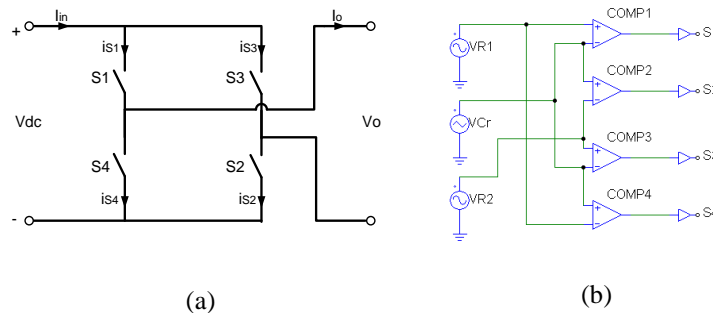 +
Iin
Io
iS1
iS3
S1
S3
Vdc
Vo
S4
S2
iS4
iS2
-
(a)
COMP1
S
VR1
COMP2
S
VCr
COMP3
S
VR2
COMP4
S
(b)